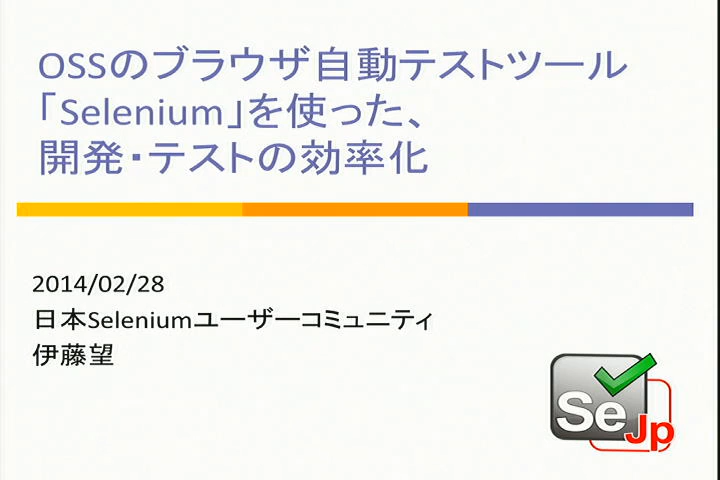 OSSのブラウザ自動テストツール
「Selenium」を使った、
開発・テストの効率化
2014/02/28
日本Seleniumユーザーコミュニティ
伊藤望
Se
Jp